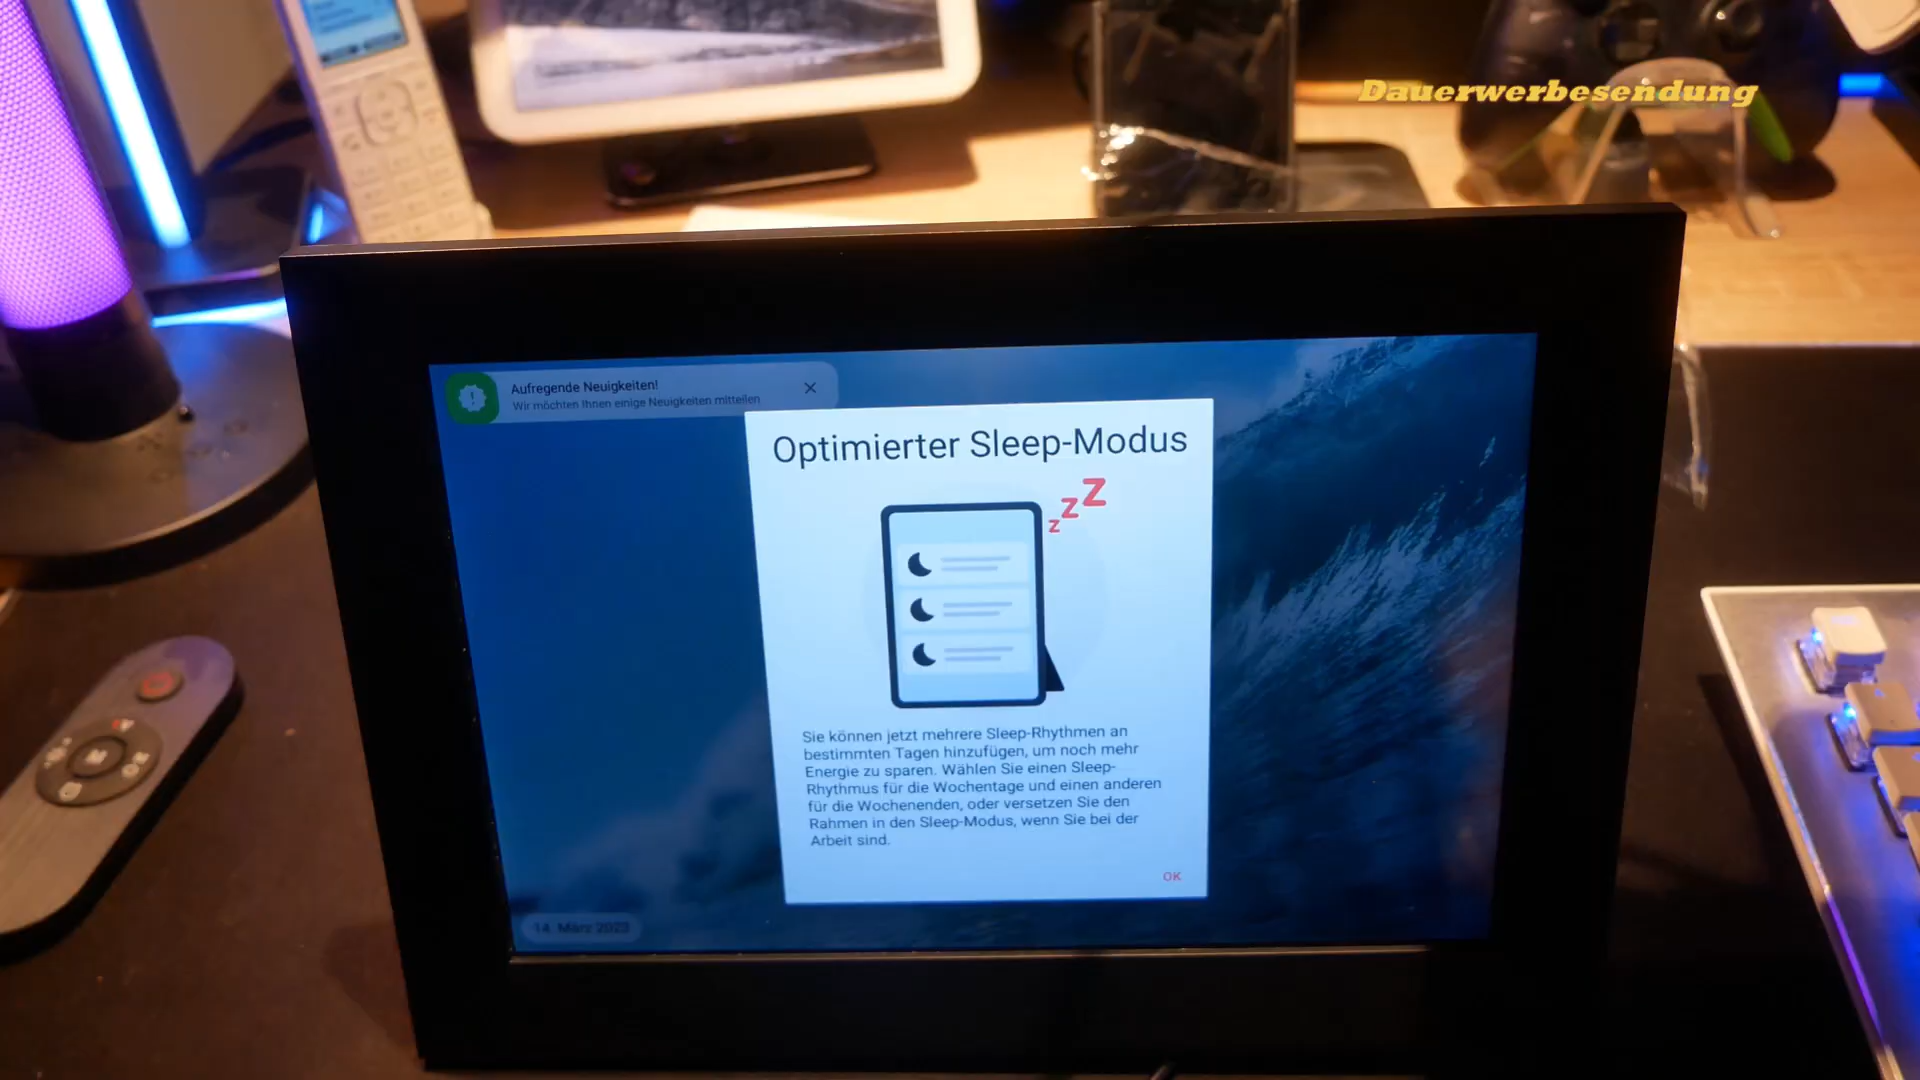 Dauerwerbesendung
Aufregende Neuigkeiten!
Wir möchten Ihnen einige Neuigkeiten mitteilen
Optimierter Sleep-Modus
z z Z
Sie können jetzt mehrere Sleep-Rhythmen an
bestimmten Tagen hinzufügen, um noch mehr
Energie zu sparen. Wählen Sie einen Sleep-
Rhythmus für die Wochentage und einen anderen
für die Wochenenden, oder versetzen Sie den
Rahmen in den Sleep-Modus, wenn Sie bei der
Arbeit sind.
OK
14. März 2023